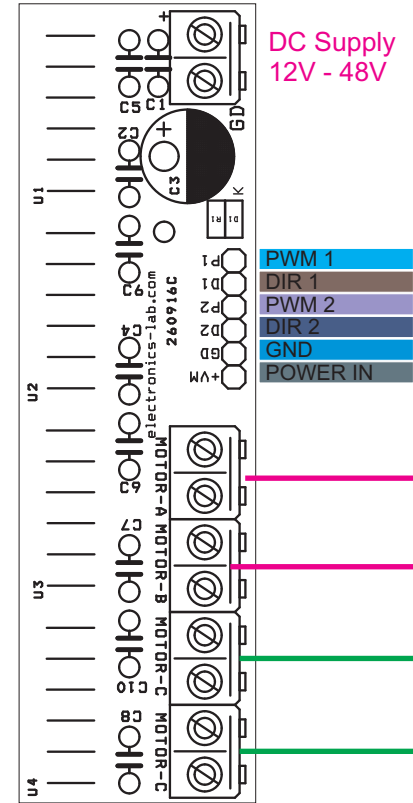 +
DC Supply
12V - 48V
C5
C1
GD
C2
+
C3
K
R1
D1
U1
P1
PWM 1
D1
DIR 1
C6
P2
PWM 2
D2
DIR 2
GD
GND
+VM
POWER IN
260916C
electronics-lab.com
C4
U2
C9
MOTOR-A
C7
MOTOR-B
U3
C10
MOTOR-C
C8
MOTOR-C
U4